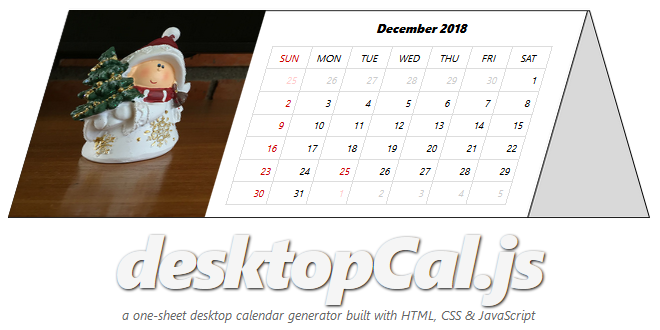 December 2018
SUN MON TUE WED THU FRI SAT
25 26 27 28 29 30 1
2 3 4 5 6 7 8
9 10 11 12 13 14 15
16 17 18 19 20 21 22
23 24 25 26 27 28 29
30 31 1 2 3 4 5
desktopCal.js
a one-sheet desktop calendar generator built with HTML, CSS & JavaScript